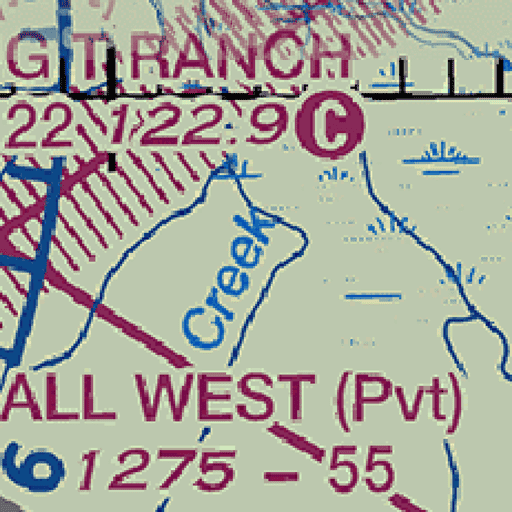 G T RANCH
22 122.9 C
Creek
ALL WEST (Pvt)
6
1275 - 55